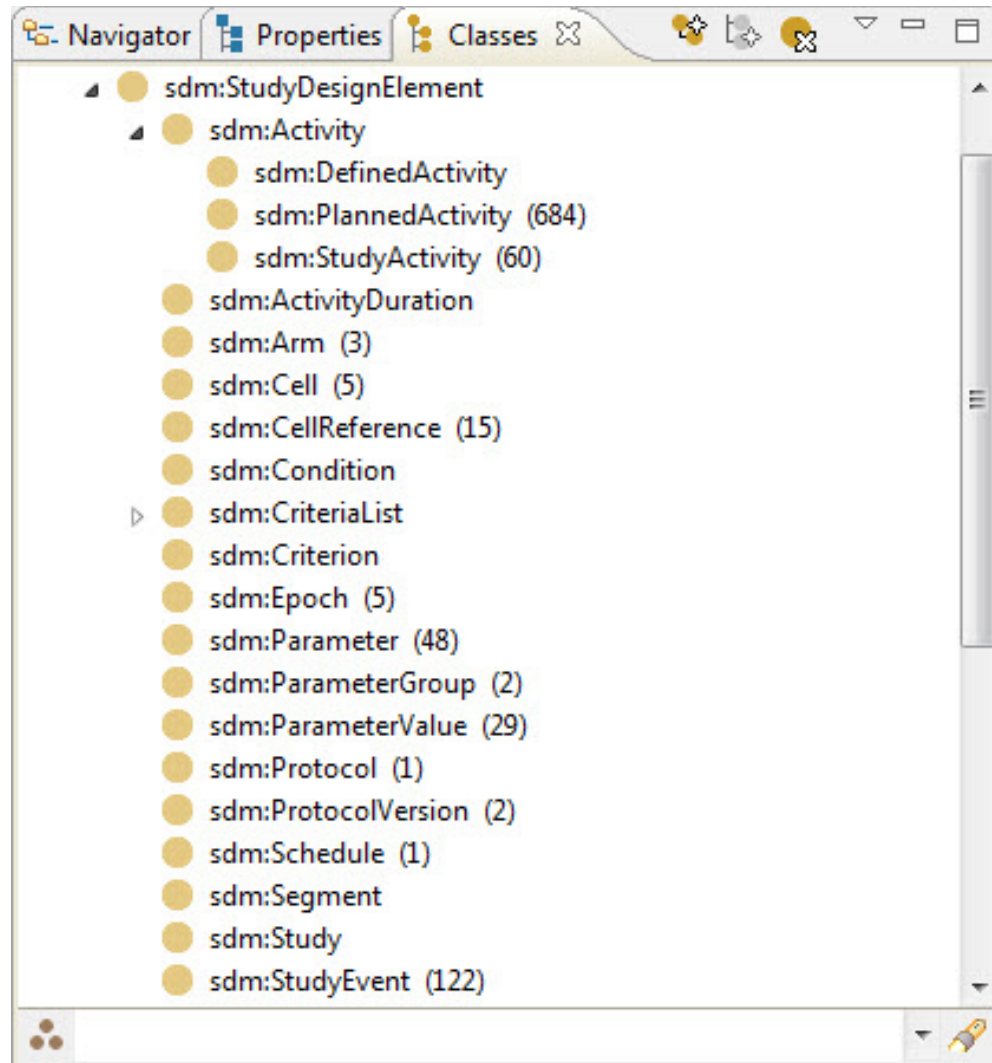 Navigator Properties Classes
sdm:StudyDesignElement
sdm:Activity
sdm:DefinedActivity
sdm:PlannedActivity (684)
sdm:StudyActivity (60)
sdm:ActivityDuration
sdm:Arm (3)
sdm:Cell (5)
sdm:CellReference (15)
sdm:Condition
sdm:CriteriaList
sdm:Criterion
sdm:Epoch (5)
sdm:Parameter (48)
sdm:ParameterGroup (2)
sdm:ParameterValue (29)
sdm:Protocol (1)
sdm:ProtocolVersion (2)
sdm:Schedule (1)
sdm:Segment
sdm:Study
sdm:StudyEvent (122)